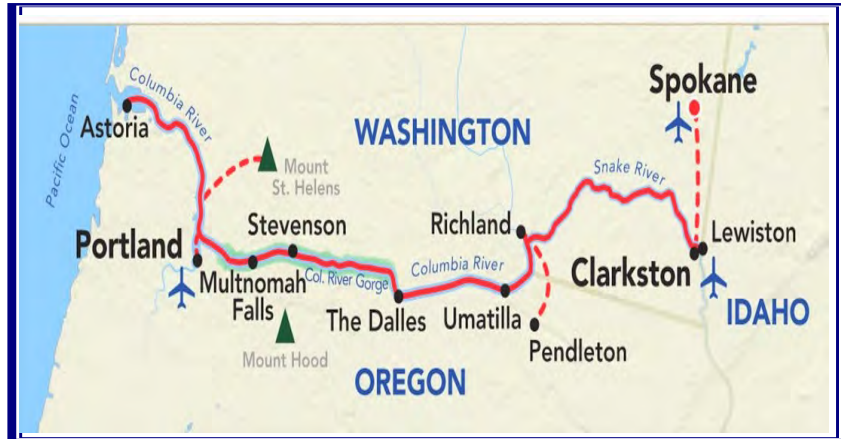 Pacific Ocean
Columbia River
Astoria
WASHINGTON
Spokane
Mount
St. Helens
Snake River
Portland
Stevenson
Richland
Lewiston
Multnomah
Falls
Col. River Gorge
Columbia River
Clarkston
The Dalles
Umatilla
IDAHO
Mount Hood
Pendleton
OREGON